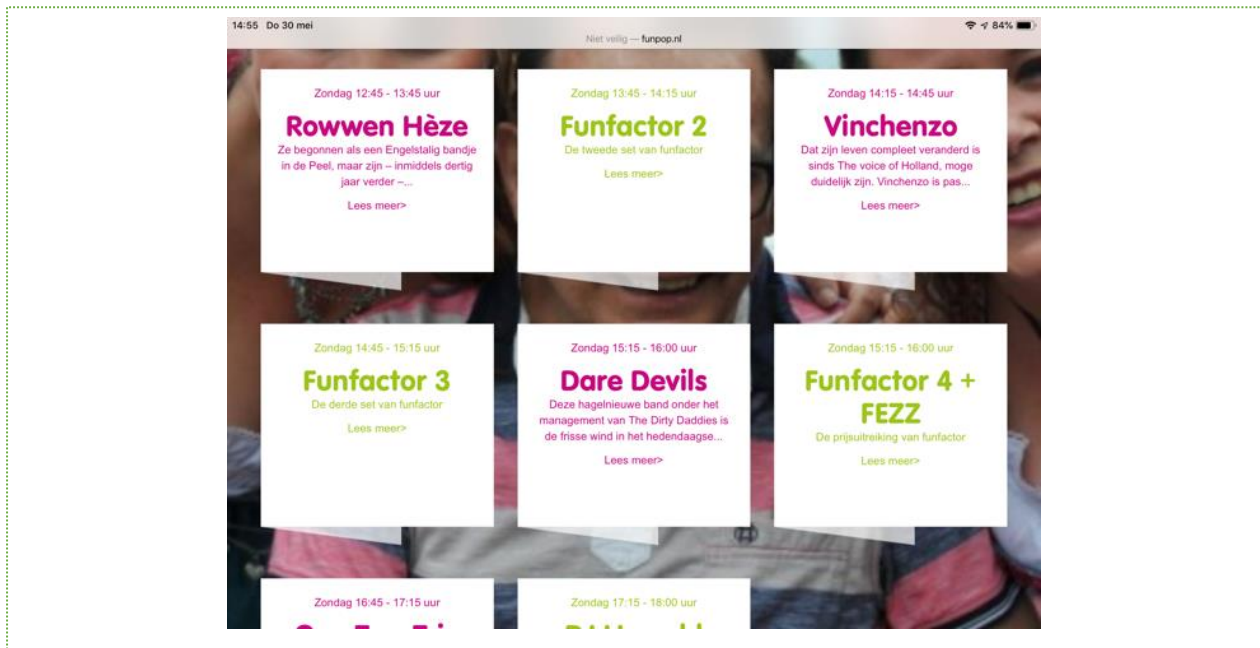 14:55 Do 30 mei
84%
Niet veilig — funpop.nl
Zondag 12:45 - 13:45 uur
Rowwen Hèze
Ze begonnen als een Engelstalig bandje
in de Peel, maar zijn – inmiddels dertig
jaar verder –...
Lees meer>
Zondag 13:45 - 14:15 uur
Funfactor 2
De tweede set van funfactor
Lees meer>
Zondag 14:15 - 14:45 uur
Vinchenzo
Dat zijn leven compleet veranderd is
sinds The voice of Holland, moge
duidelijk zijn. Vinchenzo is pas...
Lees meer>
Zondag 14:45 - 15:15 uur
Funfactor 3
De derde set van funfactor
Lees meer>
Zondag 15:15 - 16:00 uur
Dare Devils
Deze hagelnieuwe band onder het
management van The Dirty Daddies is
de frisse wind in het hedendaagse...
Lees meer>
Zondag 15:15 - 16:00 uur
Funfactor 4 +
FEZZ
De prijsuitreiking van funfactor
Lees meer>
Zondag 16:45 - 17:15 uur
Zondag 17:15 - 18:00 uur